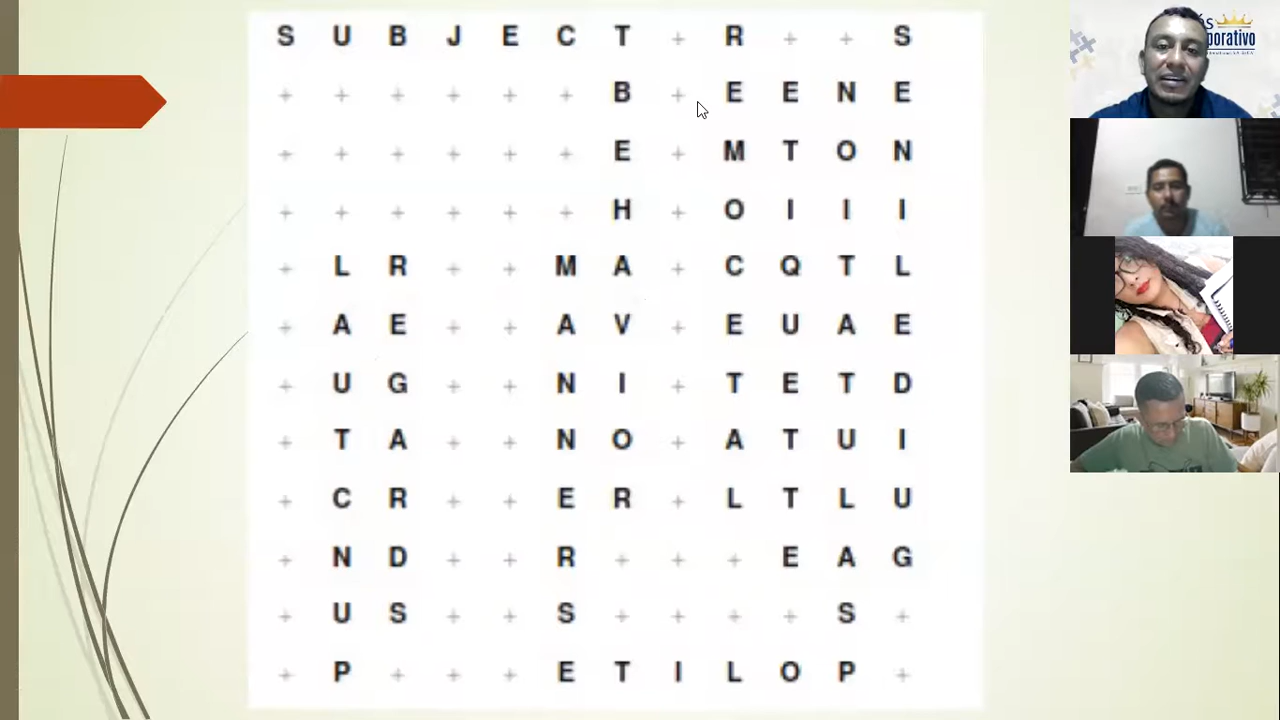 S U B J E C T + R + + S
+ + + + + + B + E E N E
+ + + + + + E + M T O N
+ + + + + + H + O I I I
+ L R + + M A + C Q T L
+ A E + + A V + E U A E
+ U G + + N I + T E T D
+ T A + + N O + A T U I
+ C R + + E R + L T L U
+ N D + + R + + + E A G
+ U S + + S + + + + S +
+ P + + + E T I L O P +